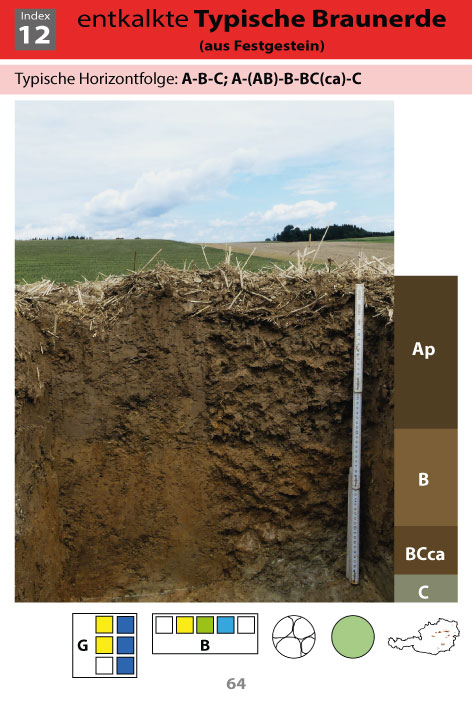 Index
12
entkalkte Typische Braunerde
(aus Festgestein)
Typische Horizontfolge: A-B-C; A-(AB)-B-BC(ca)-C
Ap
B
BCca
C
G
B
64